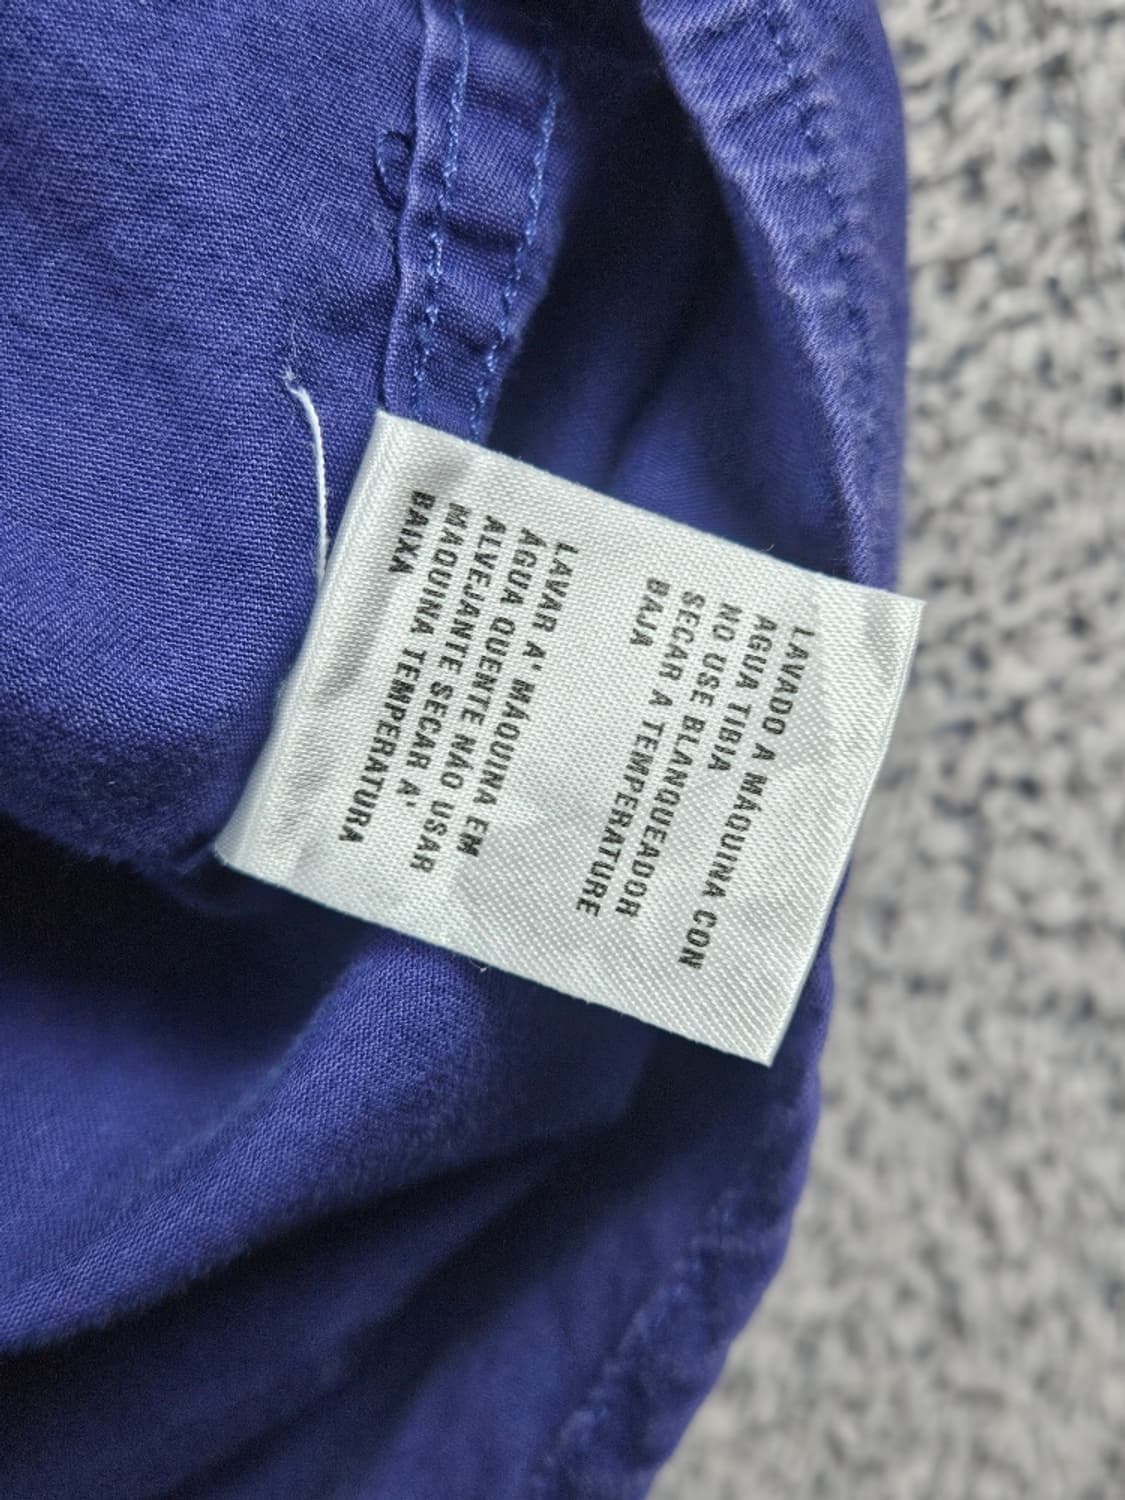 LAVADO A MÁQUINA CON
AGUA TIBIA
NO USE BLANQUEADOR
SECAR A TEMPERATURE
BAJA
LAVAR A' MÁQUINA EM
ÁGUA QUENTE NÃO USAR
ALVEJANTE SECAR A'
MAQUINA TEMPERATURA
BAIXA